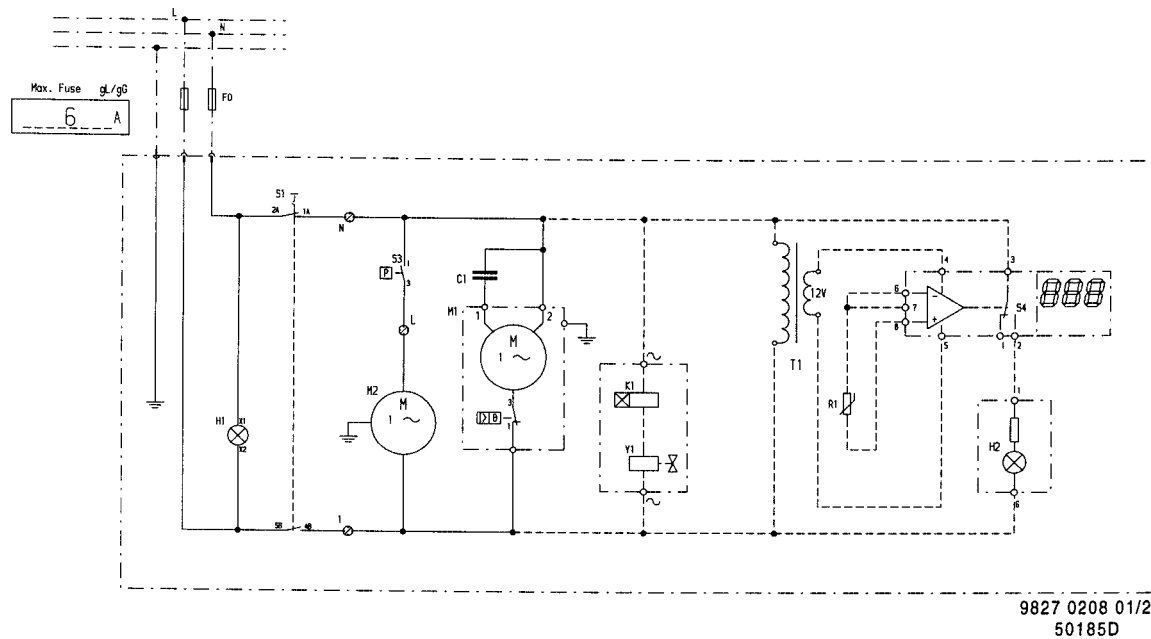 L
N
Max. Fuse gL/gG
6 A
F0
S1
2A 1A
N
S3
1
P
3
L
C1
M1
1 2
M
1 ~
M2
M
1 ~
3
1
H1
X1
X2
5B 4B
1
~
K1
Y1
~
T1
12V
4 3
6
7
8
- 
+
S4
888
5 1 2
R1
1
H2
6
9827 0208 01/2
50185D